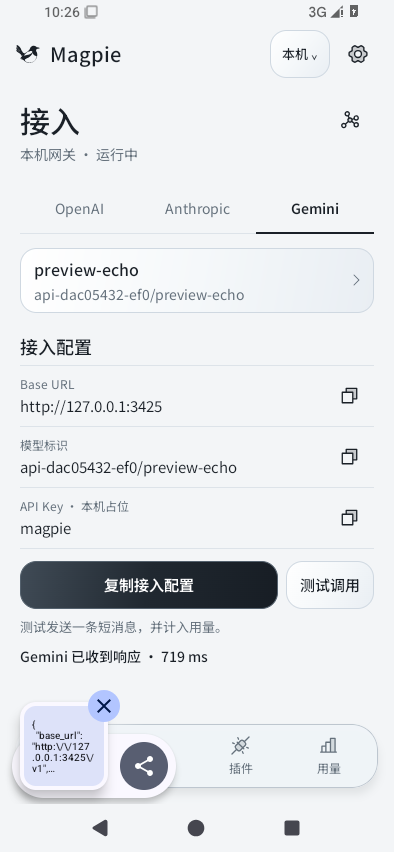 10:26
3G
Magpie
本机
接入
本机网关 · 运行中
OpenAI
Anthropic
Gemini
preview-echo
api-dac05432-ef0/preview-echo
接入配置
Base URL
http://127.0.0.1:3425
模型标识
api-dac05432-ef0/preview-echo
API Key · 本机占位
magpie
复制接入配置
测试调用
测试发送一条短消息，并计入用量。
Gemini 已收到响应 · 719 ms
{
"base_url":
"http:\/\/127
.0.0.1:3425\/
v1",...
插件
用量